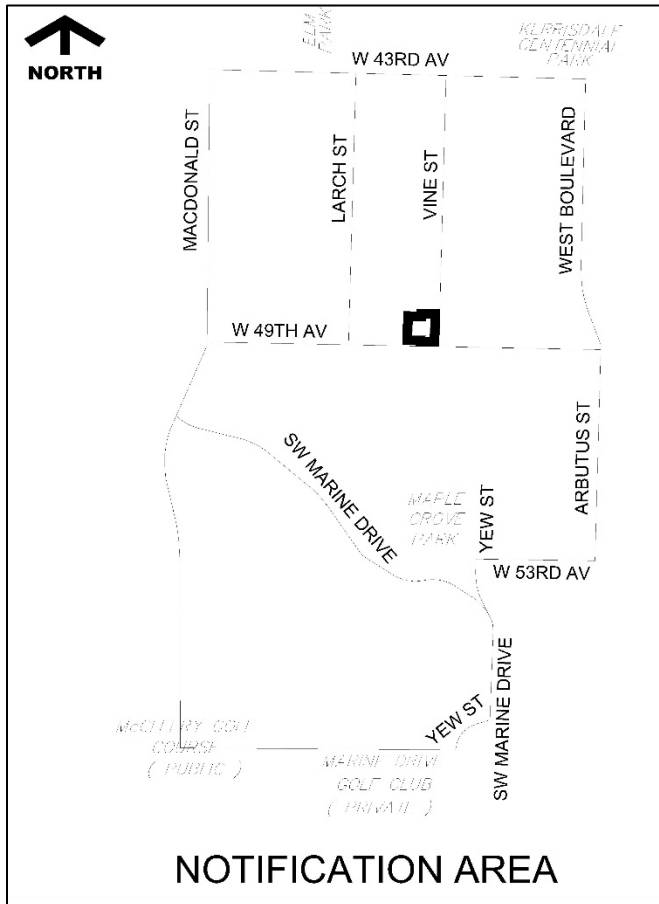 ELM
PARK
KERRISDALE
CENTENNIAL
PARK
NORTH
W 43RD AV
MACDONALD ST
LARCH ST
VINE ST
WEST BOULEVARD
W 49TH AV
SW MARINE DRIVE
MAPLE
GROVE
PARK
YEW ST
ARBUTUS ST
W 53RD AV
YEW ST
SW MARINE DRIVE
McCLEERY GOLF
COURSE
( PUBLIC )
MARINE DRIVE
GOLF CLUB
( PRIVATE )
NOTIFICATION AREA